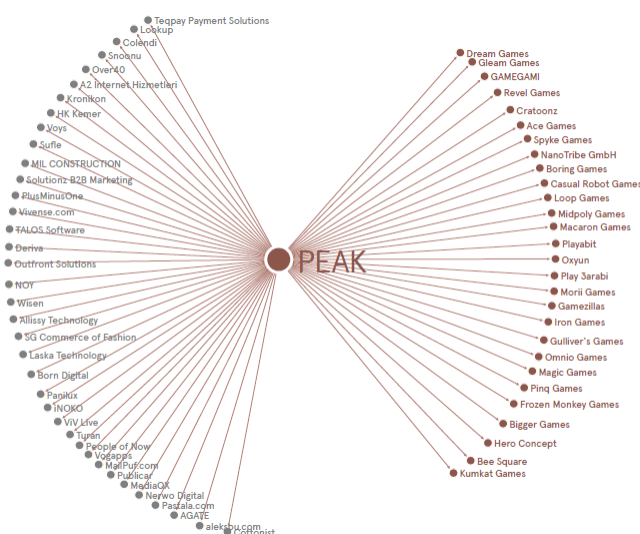 Teqpay Payment Solutions
Lookup
Colendi
Snoonu
Over40
A2 Internet Hizmetleri
Kronikon
HK Kemer
Voys
Sufle
MIL CONSTRUCTION
Solutionz B2B Marketing
PlusMinusOne
Vivense.com
TALOS Software
Deriva
Outfront Solutions
NOY
Wisen
Allissy Technology
SG Commerce of Fashion
Laska Technology
Born Digital
Panilux
iNOKO
ViV Live
Turan
People of Now
Vogapps
MallPuf.com
Publicar
MediaOX
Nerwo Digital
Pastala.com
AGATE
aleksbu.com
Cottonist
PEAK
Dream Games
Gleam Games
GAMEGAMI
Revel Games
Cratoonz
Ace Games
Spyke Games
NanoTribe GmbH
Boring Games
Casual Robot Games
Loop Games
Midpoly Games
Macaron Games
Playabit
Oxyun
Play 3arabi
Morii Games
Gamezillas
Iron Games
Gulliver's Games
Omnio Games
Magic Games
Pinq Games
Frozen Monkey Games
Bigger Games
Hero Concept
Bee Square
Kumkat Games